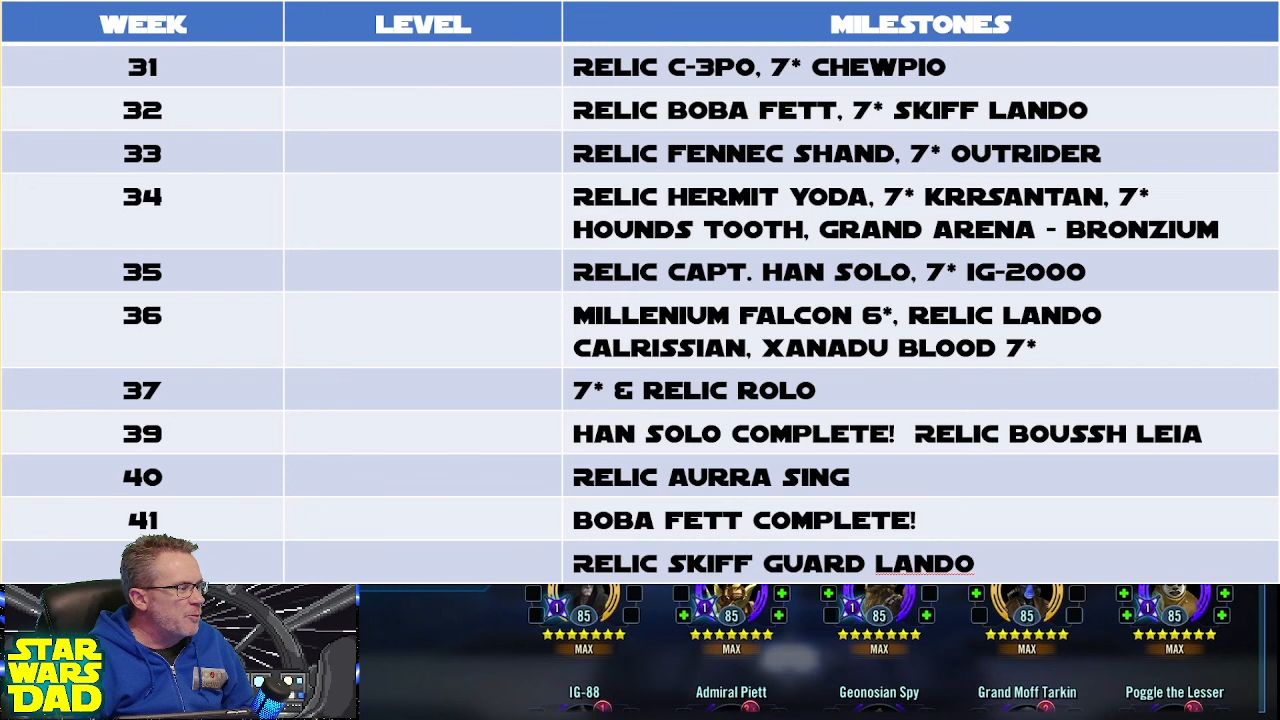 WEEK LEVEL MILESTONES
31 RELIC C-3PO, 7* CHEWPIO
32 RELIC BOBA FETT, 7* SKIFF LANDO
33 RELIC FENNEC SHAND, 7* OUTRIDER
34 RELIC HERMIT YODA, 7* KRRSANTAN, 7*
HOUNDS TOOTH, GRAND ARENA - BRONZIUM
35 RELIC CAPT. HAN SOLO, 7* IG-2000
36 MILLENIUM FALCON 6*, RELIC LANDO
CALRISSIAN, XANADU BLOOD 7*
37 7* & RELIC ROLO
39 HAN SOLO COMPLETE! RELIC BOUSSH LEIA
40 RELIC AURRA SING
41 BOBA FETT COMPLETE!
RELIC SKIFF GUARD LANDO
1 85 1 85 1 85 85 1 85
MAX MAX MAX MAX MAX
IG-88 Admiral Piett Geonosian Spy Grand Moff Tarkin Poggle the Lesser
STAR
WARS
DAD